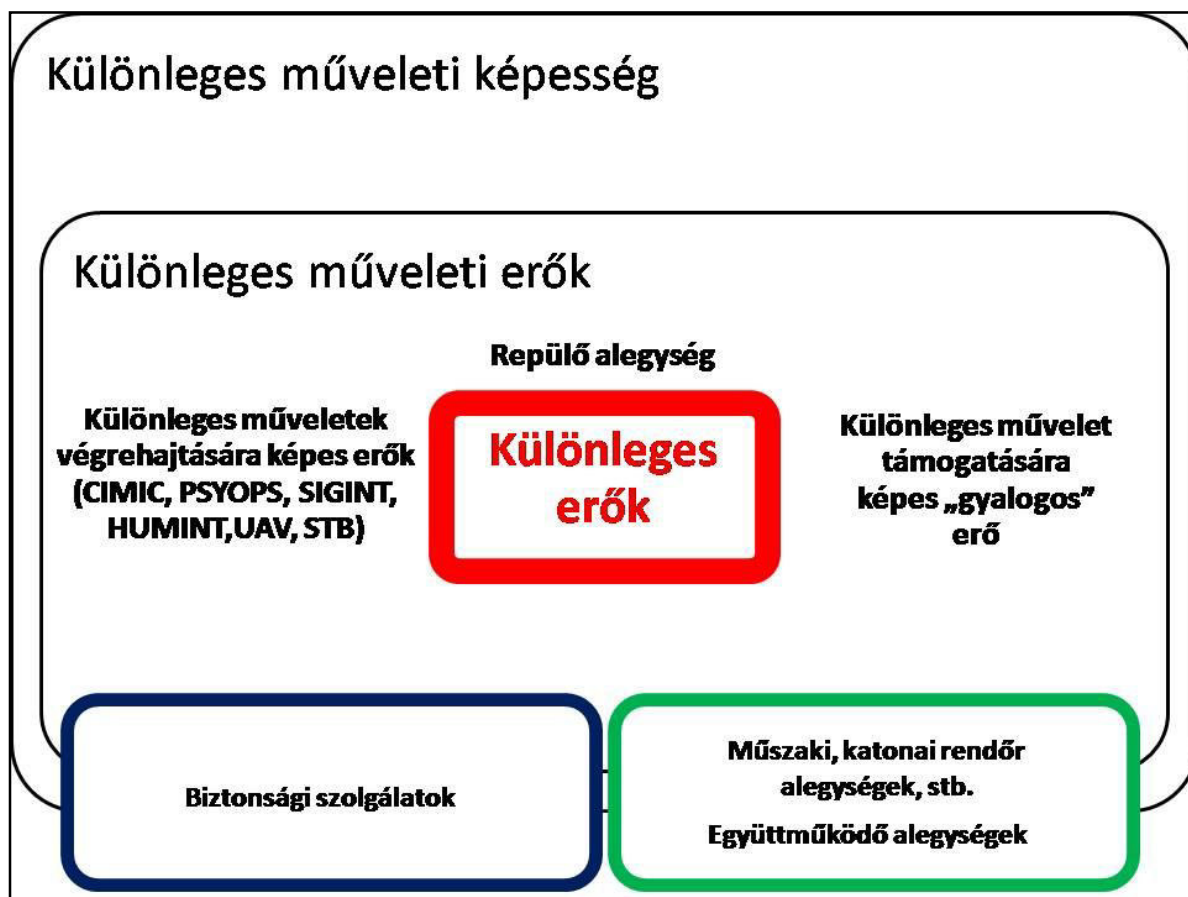 Különleges műveleti képesség
Különleges műveleti erők
Repülő alegység
Különleges műveletek
végrehajtására képes erők
(CIMIC, PSYOPS, SIGINT,
HUMINT,UAV, STB)
Különleges
erők
Különleges művelet
támogatására
képes „gyalogos”
erő
Biztonsági szolgálatok
Műszaki, katonai rendőr
alegységek, stb.
Együttműködő alegységek